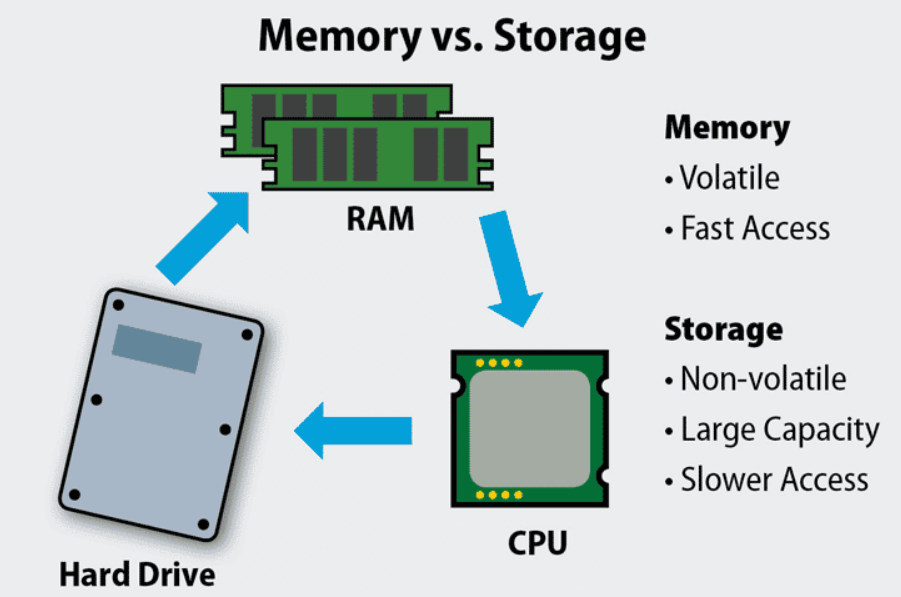 Memory vs. Storage
RAM
Memory
• Volatile
• Fast Access
Storage
• Non-volatile
• Large Capacity
• Slower Access
CPU
Hard Drive